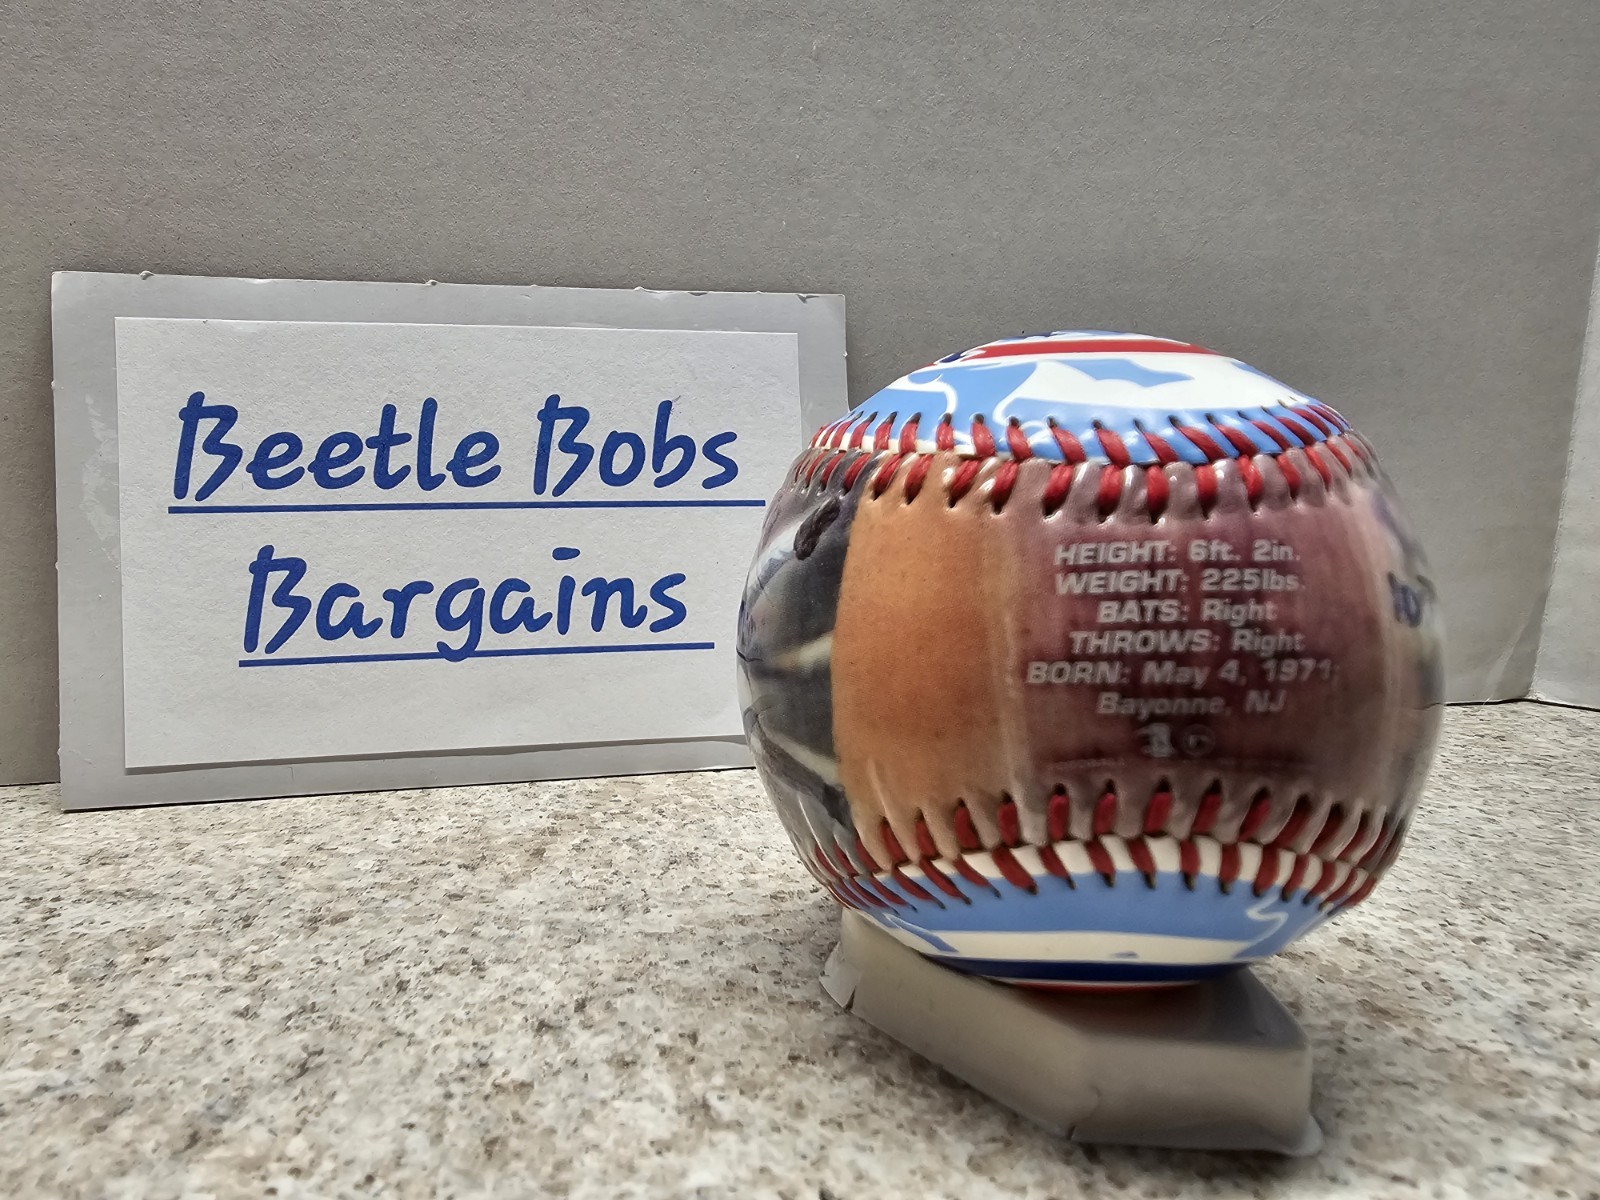 Beetle Bobs
Bargains
HEIGHT: 6ft. 2in.
WEIGHT: 225lbs.
BATS: Right
THROWS: Right
BORN: May 4, 1971;
Bayonne, NJ